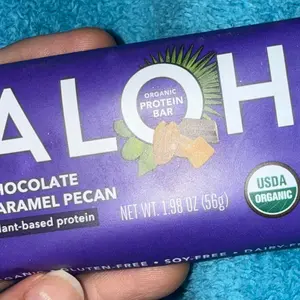 ALOH
ORGANIC
PROTEIN
BAR
HOCOLATE
ARAMEL PECAN
lant-based protein
NET WT. 1.98 OZ (56g)
USDA
ORGANIC
GLUTEN-FREE • SOY-FREE • DAIRY-F